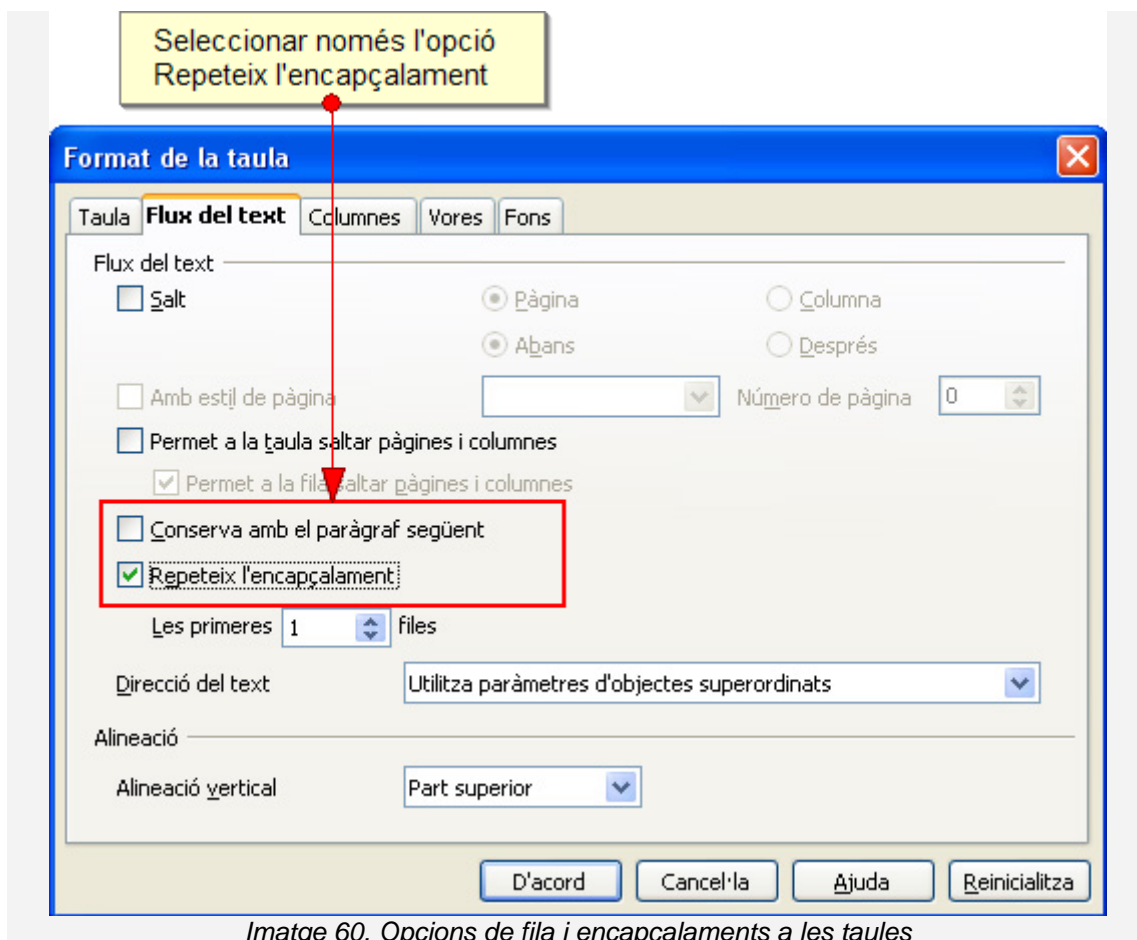 Seleccionar només l'opció
Repeteix l'encapçalament
Format de la taula
Taula Flux del text Columnes Vores Fons
Flux del text
Salt Pàgina Columna
Abans Després
Amb estil de pàgina Número de pàgina 0
Permet a la taula saltar pàgines i columnes
Permet a la fila saltar pàgines i columnes
Conserva amb el paràgraf següent
Repeteix l'encapçalament
Les primeres 1 files
Direcció del text Utilitza paràmetres d'objectes superordinats
Alineació
Alineació vertical Part superior
D'acord Cancel·la Ajuda Reinicialitza
Imatge 60. Opcions de fila i encapçalaments a les taules